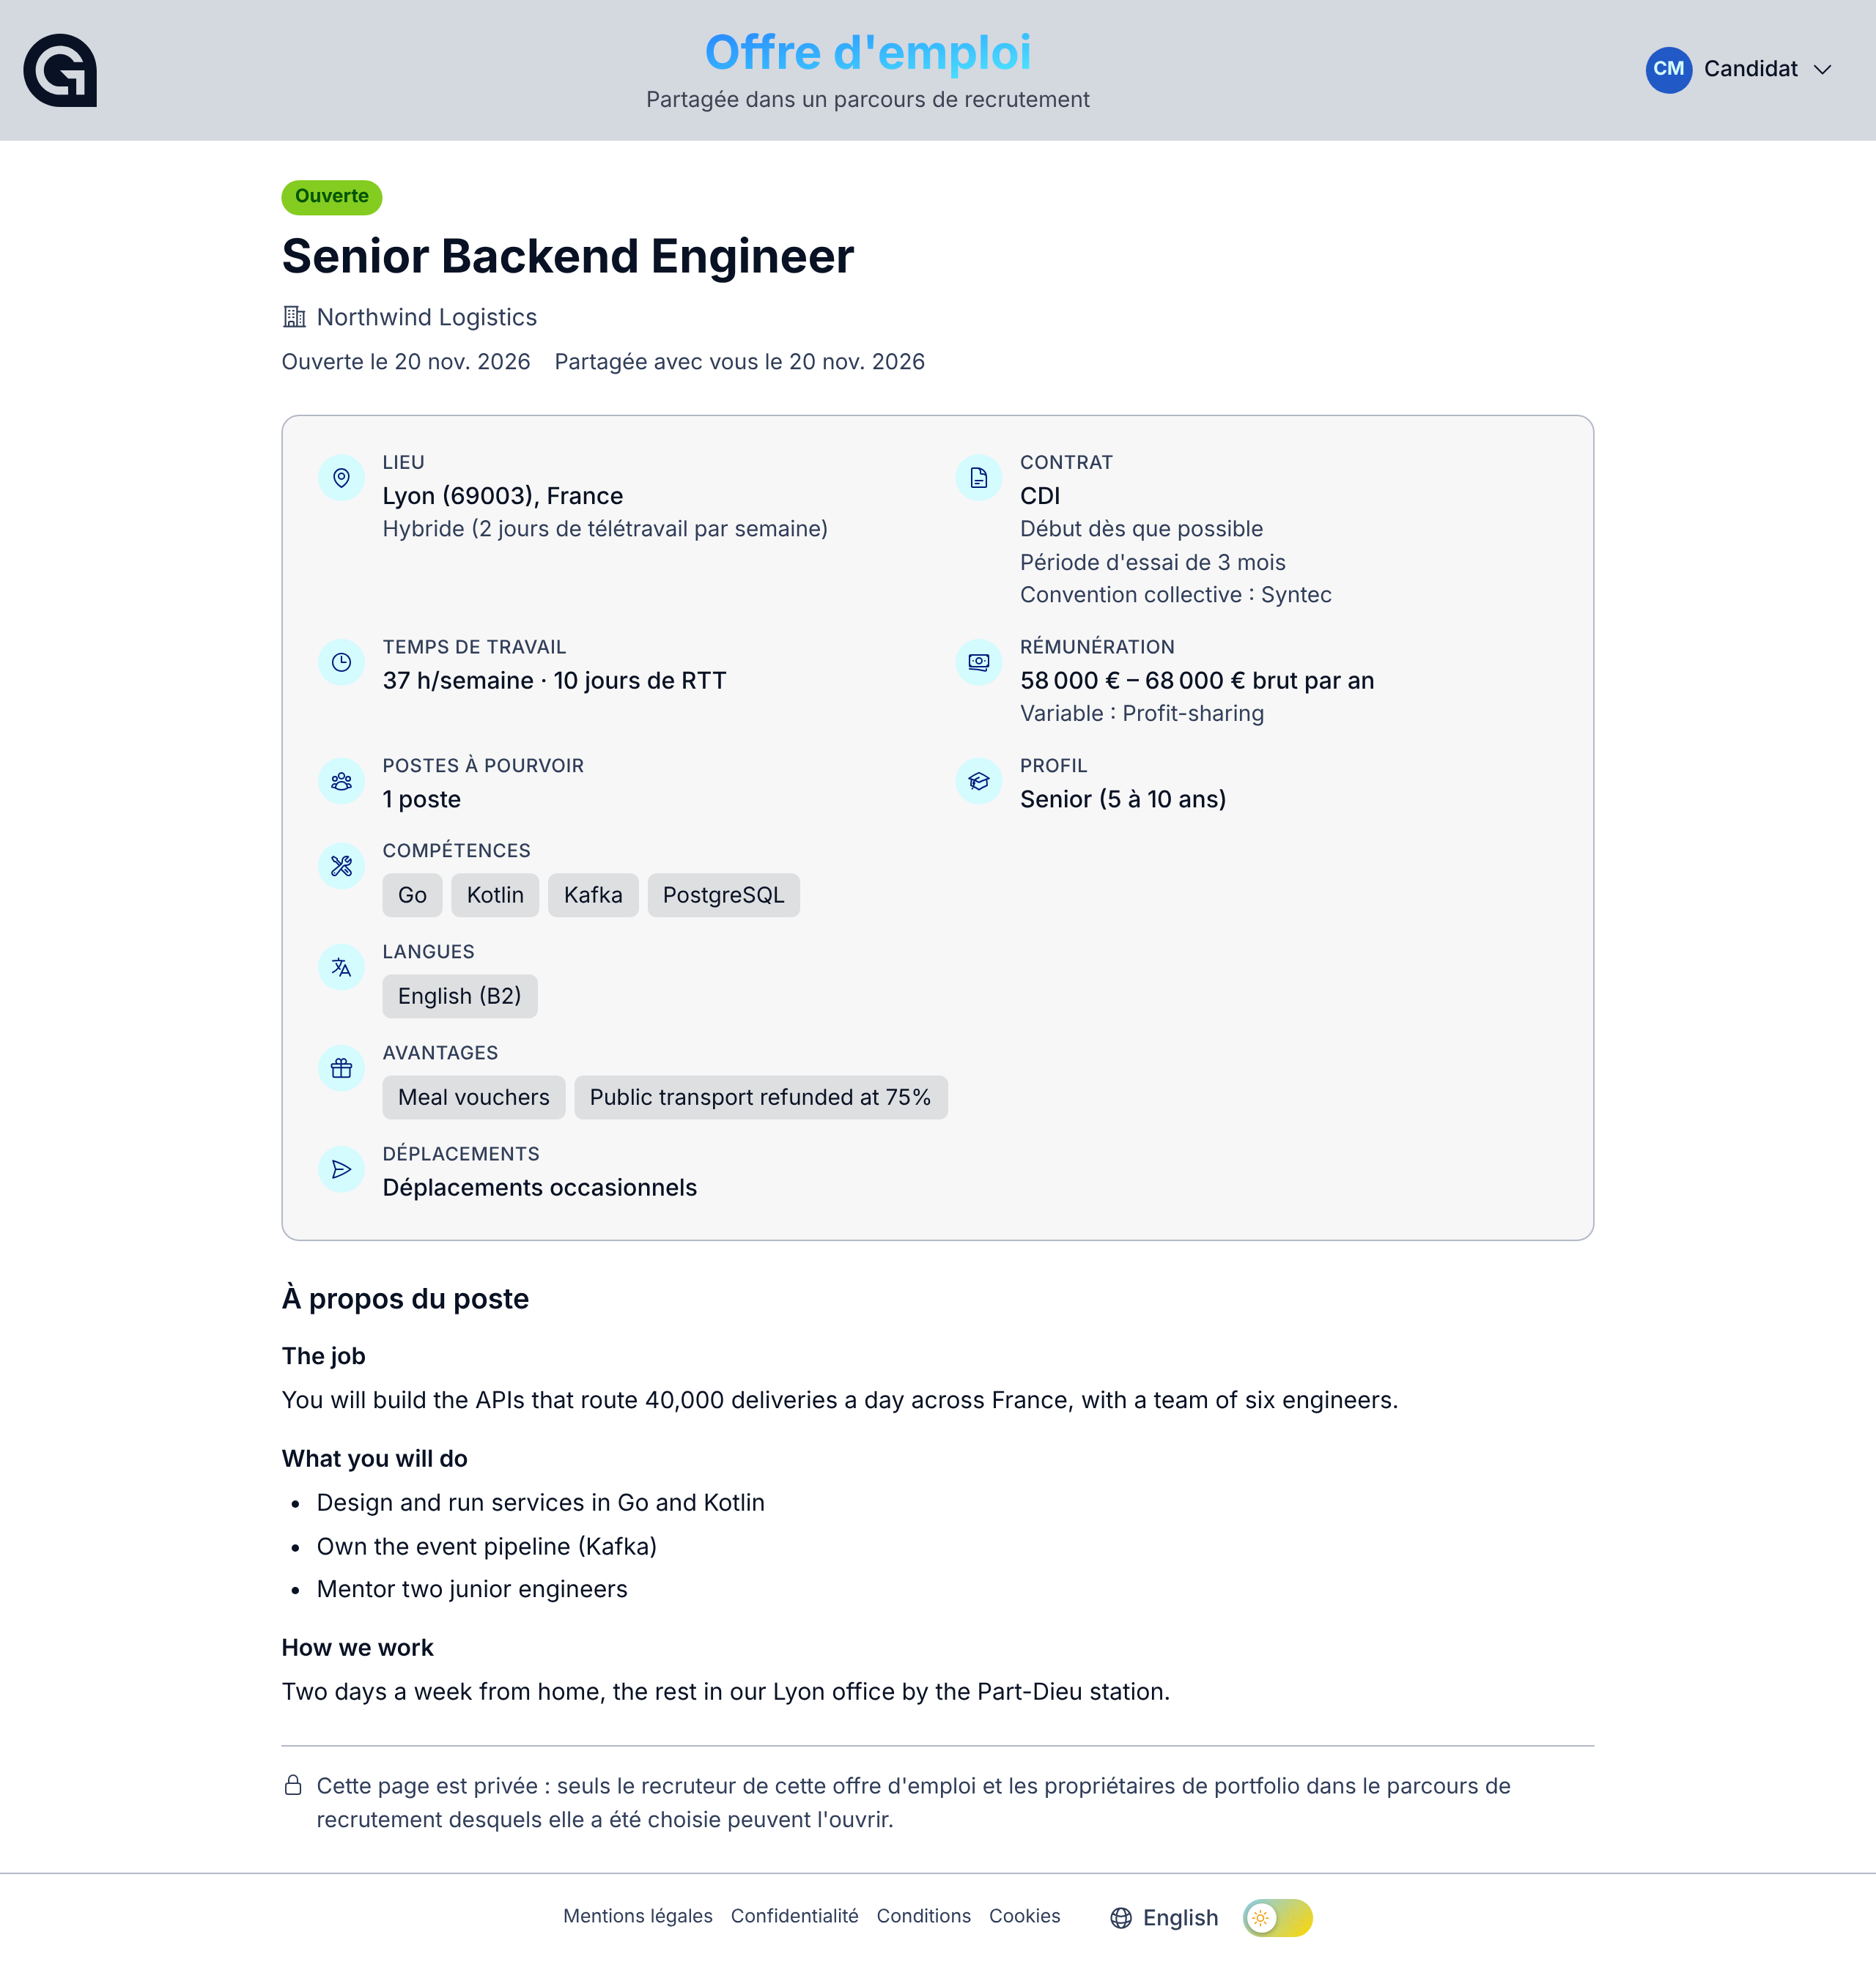 Offre d'emploi
Partagée dans un parcours de recrutement
CM Candidat
Ouverte
Senior Backend Engineer
Northwind Logistics
Ouverte le 20 nov. 2026 Partagée avec vous le 20 nov. 2026
LIEU
Lyon (69003), France
Hybride (2 jours de télétravail par semaine)
CONTRAT
CDI
Début dès que possible
Période d'essai de 3 mois
Convention collective : Syntec
TEMPS DE TRAVAIL
37 h/semaine · 10 jours de RTT
RÉMUNÉRATION
58 000 € – 68 000 € brut par an
Variable : Profit-sharing
POSTES À POURVOIR
1 poste
PROFIL
Senior (5 à 10 ans)
COMPÉTENCES
Go Kotlin Kafka PostgreSQL
LANGUES
English (B2)
AVANTAGES
Meal vouchers Public transport refunded at 75%
DÉPLACEMENTS
Déplacements occasionnels
À propos du poste
The job
You will build the APIs that route 40,000 deliveries a day across France, with a team of six engineers.
What you will do
• Design and run services in Go and Kotlin
• Own the event pipeline (Kafka)
• Mentor two junior engineers
How we work
Two days a week from home, the rest in our Lyon office by the Part-Dieu station.
Cette page est privée : seuls le recruteur de cette offre d'emploi et les propriétaires de portfolio dans le parcours de
recrutement desquels elle a été choisie peuvent l'ouvrir.
Mentions légales Confidentialité Conditions Cookies English